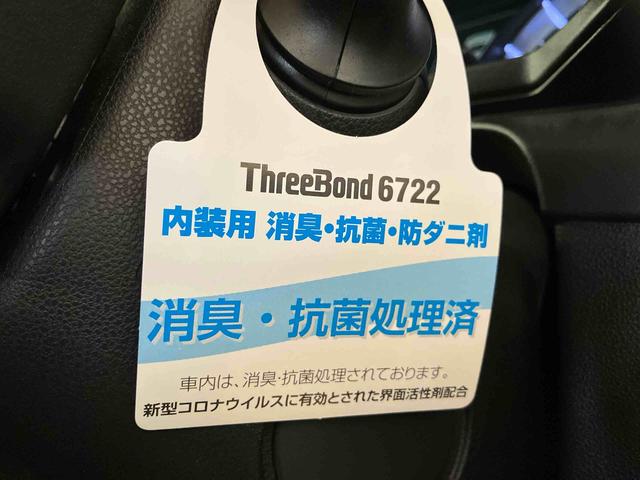 ThreeBond 6722
内装用 消臭・抗菌・防ダニ剤
消臭・抗菌処理済
車内は、消臭・抗菌処理されております。
新型コロナウイルスに有効とされた界面活性剤配合